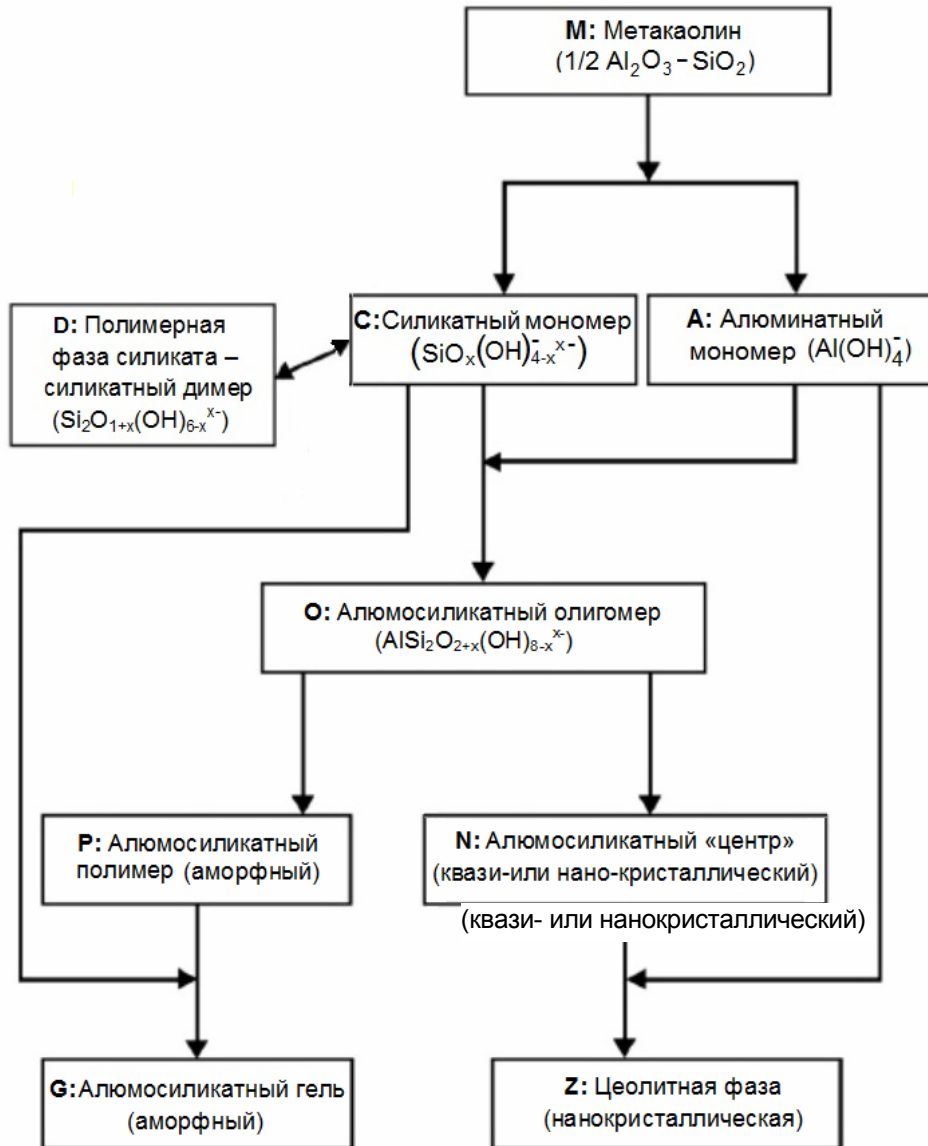 M: Метакаолин
(1/2 Al₂O₃ – SiO₂)
D: Полимерная
фаза силиката –
силикатный димер
(Si₂O₁₊ₓ(OH)₆₋ₓˣ⁻)
C:Силикатный мономер
(SiOₓ(OH)⁻₄₋ₓˣ⁻)
A: Алюминатный
мономер (Al(OH)₄⁻)
O: Алюмосиликатный олигомер
(AlSi₂O₂₊ₓ(OH)₈₋ₓˣ⁻)
P: Алюмосиликатный
полимер (аморфный)
N: Алюмосиликатный «центр»
(квази-или нано-кристаллический)
(квази- или нанокристаллический)
G:Алюмосиликатный гель
(аморфный)
Z: Цеолитная фаза
(нанокристаллическая)